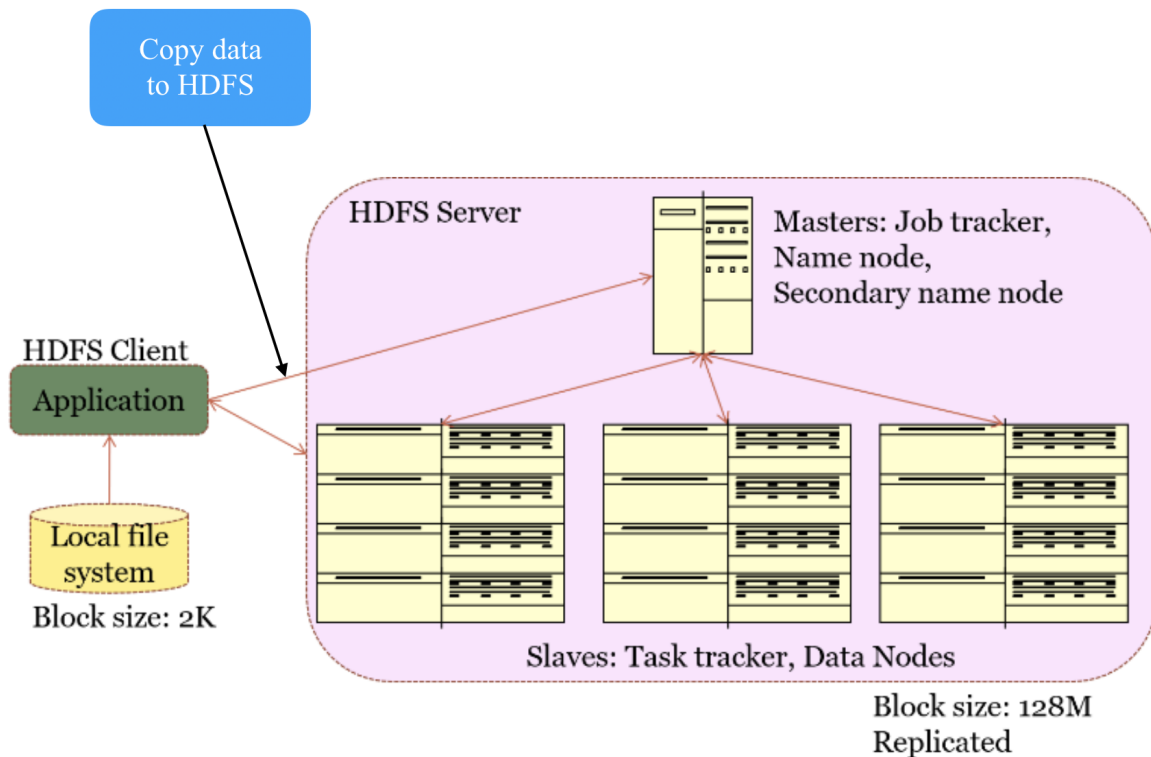 Copy data
to HDFS
HDFS Server
Masters: Job tracker,
Name node,
Secondary name node
HDFS Client
Application
Local file
system
Block size: 2K
Slaves: Task tracker, Data Nodes
Block size: 128M
Replicated